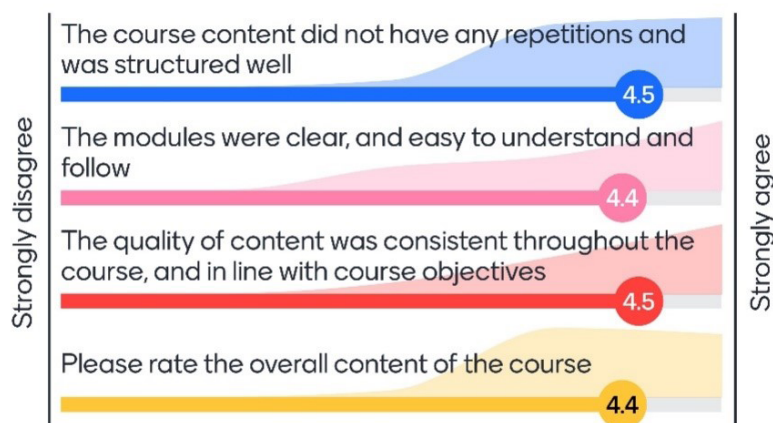 Strongly disagree
The course content did not have any repetitions and
was structured well
4.5
The modules were clear, and easy to understand and
follow
4.4
The quality of content was consistent throughout the
course, and in line with course objectives
4.5
Please rate the overall content of the course
4.4
Strongly agree